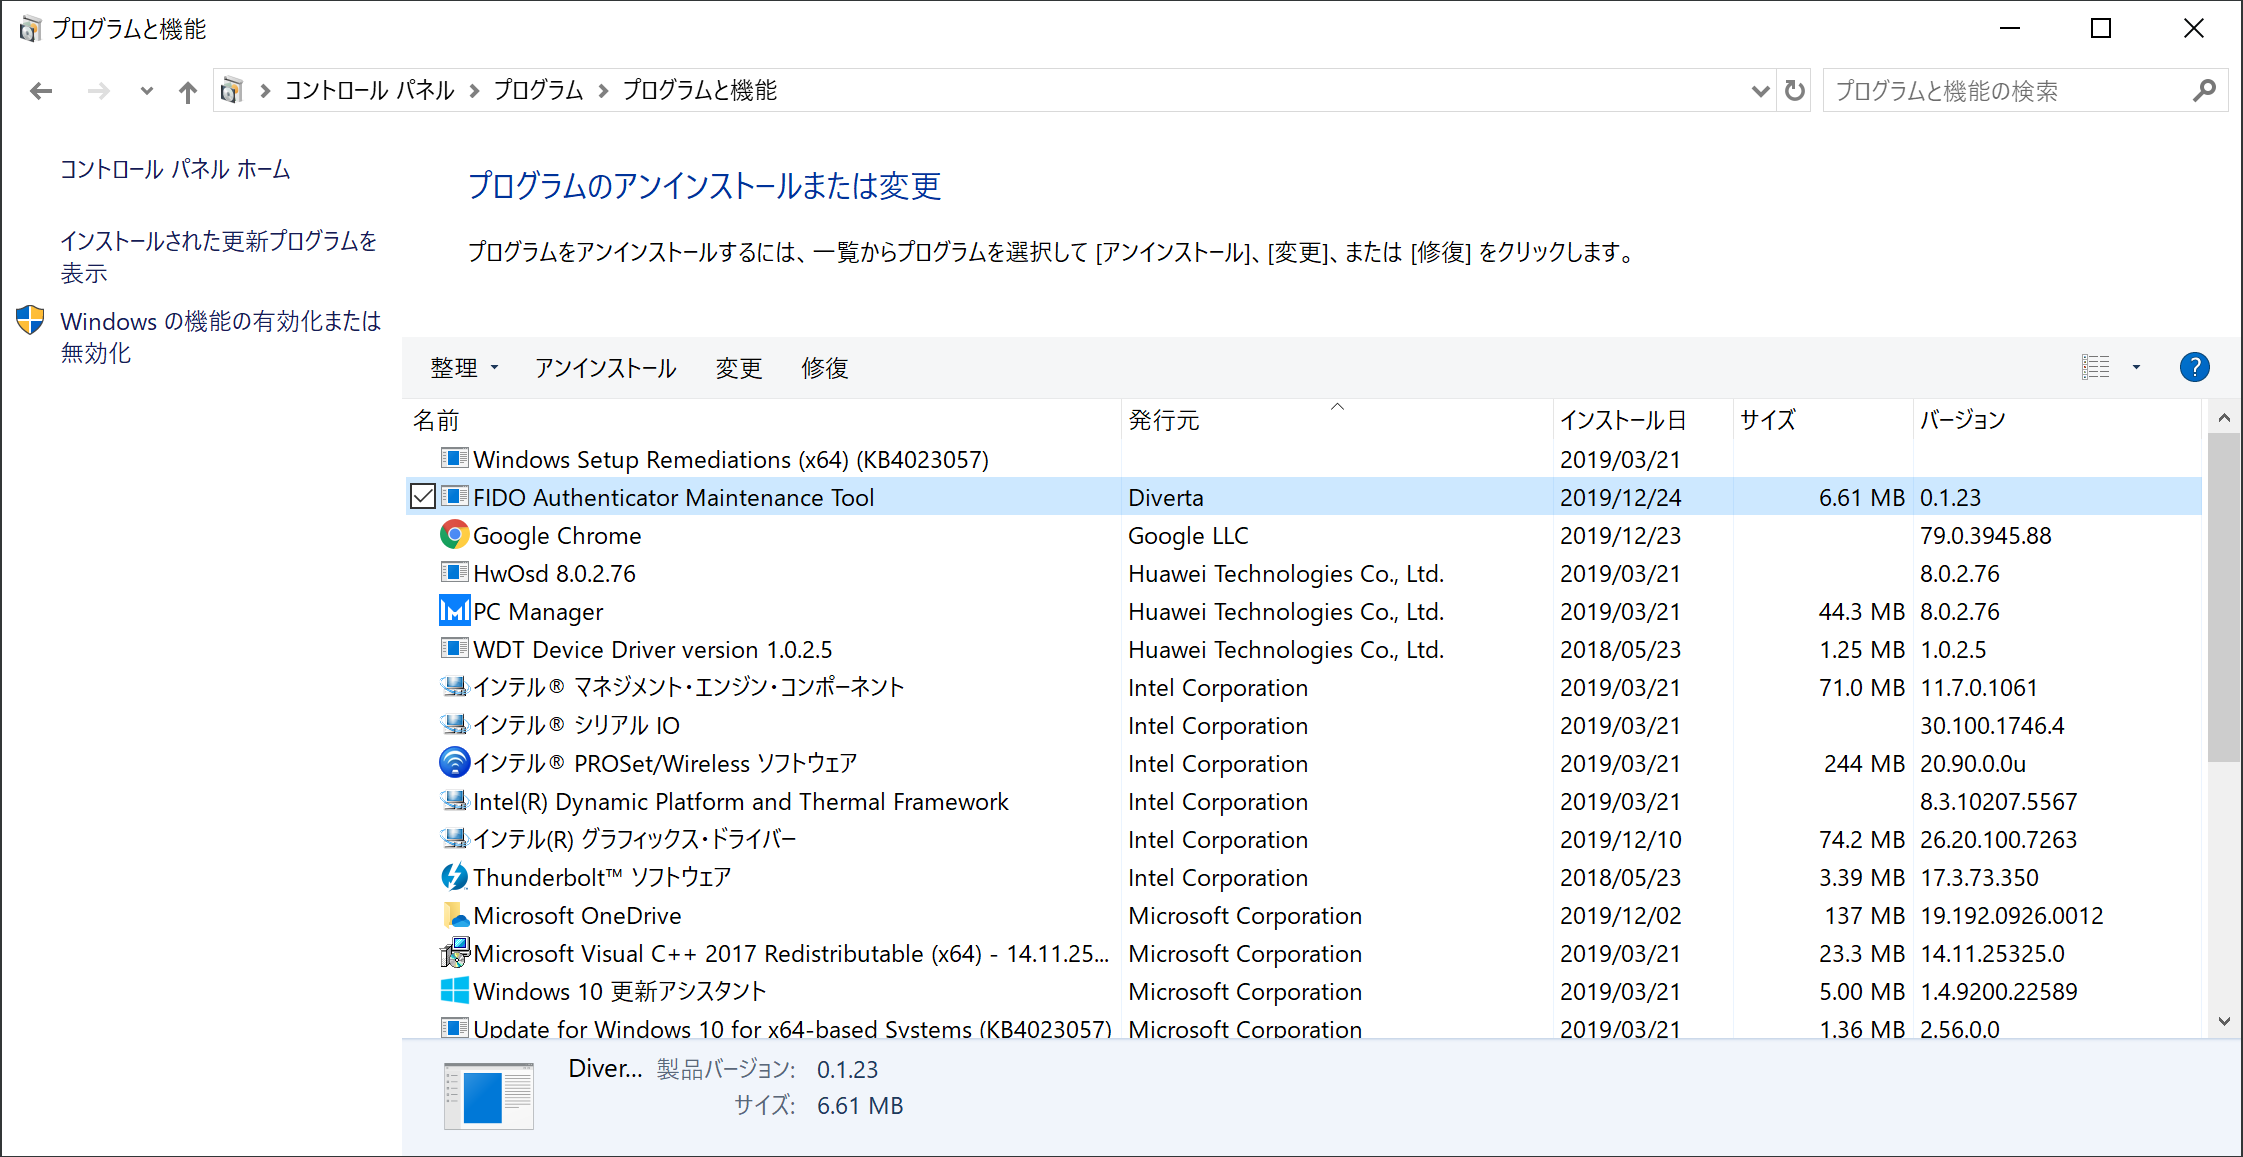 プログラムと機能
コントロール パネル プログラム プログラムと機能
プログラムと機能の検索
コントロール パネル ホーム
インストールされた更新プログラムを
表示
Windows の機能の有効化または
無効化
プログラムのアンインストールまたは変更
プログラムをアンインストールするには、一覧からプログラムを選択して [アンインストール]、[変更]、または [修復] をクリックします。
整理 アンインストール 変更 修復 ?
名前 発行元 インストール日 サイズ バージョン
Windows Setup Remediations (x64) (KB4023057) 2019/03/21
FIDO Authenticator Maintenance Tool Diverta 2019/12/24 6.61 MB 0.1.23
Google Chrome Google LLC 2019/12/23 79.0.3945.88
HwOsd 8.0.2.76 Huawei Technologies Co., Ltd. 2019/03/21 8.0.2.76
PC Manager Huawei Technologies Co., Ltd. 2019/03/21 44.3 MB 8.0.2.76
WDT Device Driver version 1.0.2.5 Huawei Technologies Co., Ltd. 2018/05/23 1.25 MB 1.0.2.5
インテル® マネジメント・エンジン・コンポーネント Intel Corporation 2019/03/21 71.0 MB 11.7.0.1061
インテル® シリアル IO Intel Corporation 2019/03/21 30.100.1746.4
インテル® PROSet/Wireless ソフトウェア Intel Corporation 2019/03/21 244 MB 20.90.0.0u
Intel(R) Dynamic Platform and Thermal Framework Intel Corporation 2019/03/21 8.3.10207.5567
インテル(R) グラフィックス・ドライバー Intel Corporation 2019/12/10 74.2 MB 26.20.100.7263
Thunderbolt™ ソフトウェア Intel Corporation 2018/05/23 3.39 MB 17.3.73.350
Microsoft OneDrive Microsoft Corporation 2019/12/02 137 MB 19.192.0926.0012
Microsoft Visual C++ 2017 Redistributable (x64) - 14.11.25... Microsoft Corporation 2019/03/21 23.3 MB 14.11.25325.0
Windows 10 更新アシスタント Microsoft Corporation 2019/03/21 5.00 MB 1.4.9200.22589
Update for Windows 10 for x64-based Systems (KB4023057) Microsoft Corporation 2019/03/21 1.36 MB 2.56.0.0
Diver... 製品バージョン: 0.1.23
サイズ: 6.61 MB